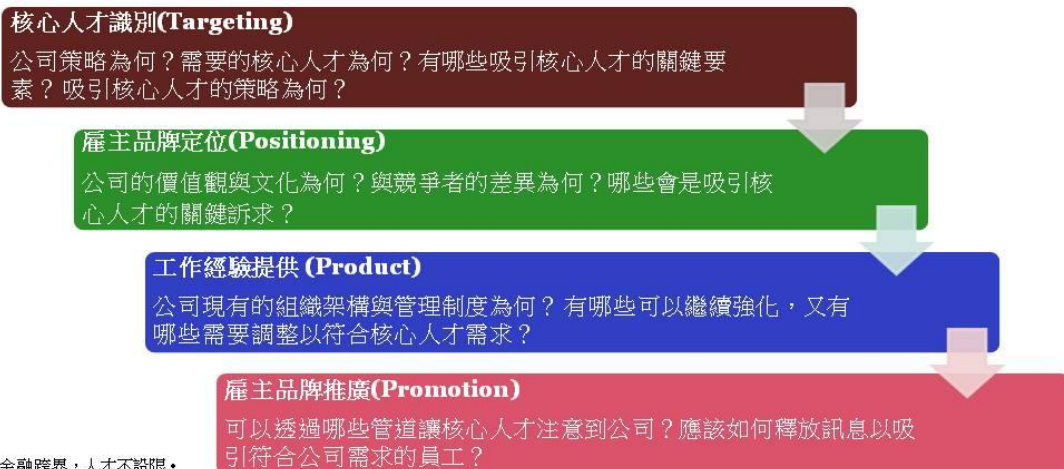 核心人才識別(Targeting)
公司策略為何？需要的核心人才為何？有哪些吸引核心人才的關鍵要
素？吸引核心人才的策略為何？
雇主品牌定位(Positioning)
公司的價值觀與文化為何？與競爭者的差異為何？哪些會是吸引核
心人才的關鍵訴求？
工作經驗提供 (Product)
公司現有的組織架構與管理制度為何？ 有哪些可以繼續強化，又有
哪些需要調整以符合核心人才需求？
雇主品牌推廣(Promotion)
可以透過哪些管道讓核心人才注意到公司？應該如何釋放訊息以吸
引符合公司需求的員工？
金融跨界，人才不設限。